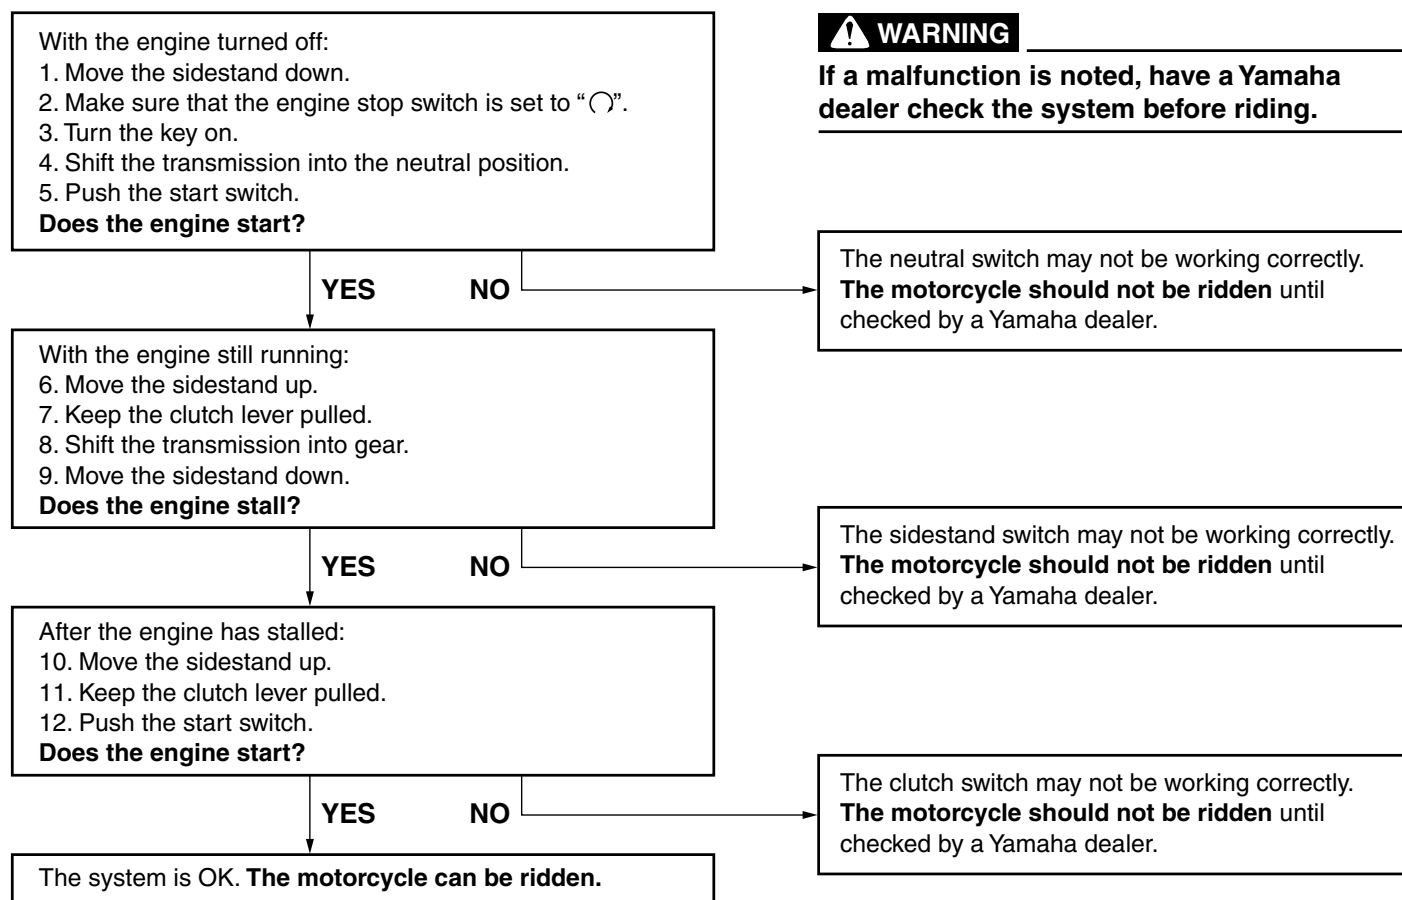 With the engine turned off:
1. Move the sidestand down.
2. Make sure that the engine stop switch is set to “ ”.
3. Turn the key on.
4. Shift the transmission into the neutral position.
5. Push the start switch.
Does the engine start?
WARNING
If a malfunction is noted, have a Yamaha
dealer check the system before riding.
YES NO
The neutral switch may not be working correctly.
The motorcycle should not be ridden until
checked by a Yamaha dealer.
With the engine still running:
6. Move the sidestand up.
7. Keep the clutch lever pulled.
8. Shift the transmission into gear.
9. Move the sidestand down.
Does the engine stall?
YES NO
The sidestand switch may not be working correctly.
The motorcycle should not be ridden until
checked by a Yamaha dealer.
After the engine has stalled:
10. Move the sidestand up.
11. Keep the clutch lever pulled.
12. Push the start switch.
Does the engine start?
YES NO
The clutch switch may not be working correctly.
The motorcycle should not be ridden until
checked by a Yamaha dealer.
The system is OK. The motorcycle can be ridden.